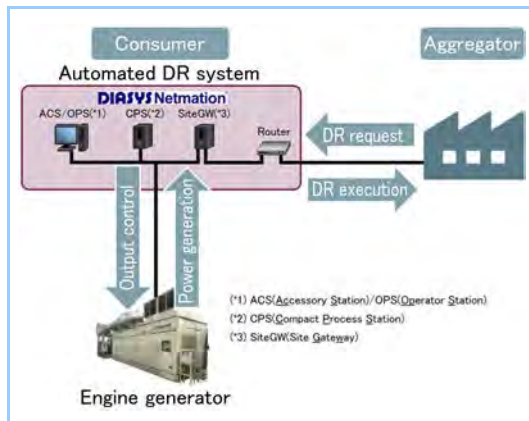 Consumer
Aggregator
Automated DR system
DIASYS Netmation
ACS/OPS(*1)
CPS(*2)
SiteGW(*3)
Router
DR request
DR execution
Output control
Power generation
(*1) ACS(Accessory Station)/OPS(Operator Station)
(*2) CPS(Compact Process Station)
(*3) SiteGW(Site Gateway)
Engine generator